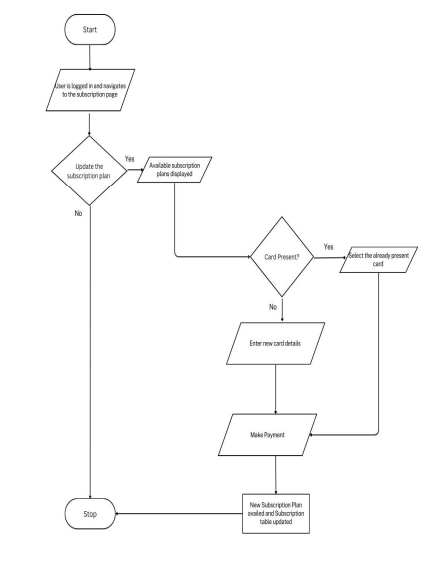 Start
User is logged in and navigates
to the subscription page
Update the
subscription plan
Yes
Available subscription
plans displayed
No
Card Present?
Yes
Select the already present
card
No
Enter new card details
Make Payment
New Subscription Plan
availed and Subscription
table updated
Stop